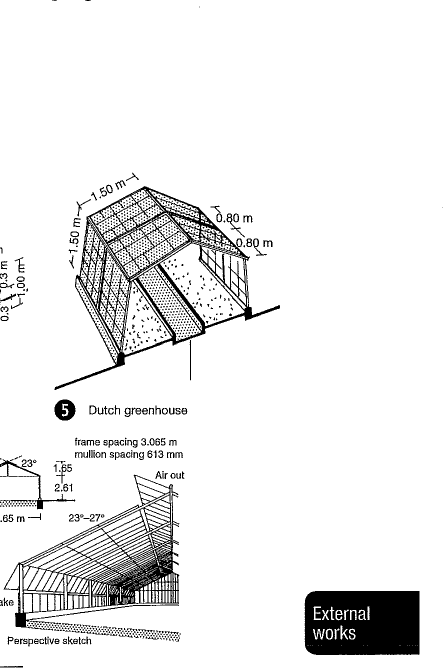 1.50 m
0.80 m
0.80 m
1.50 m
0.3 m
1.00 m
0.3
5 Dutch greenhouse
frame spacing 3.065 m
mullion spacing 613 mm
23°
1.65
2.61
.65 m
Air out
23°–27°
Perspective sketch
External
works